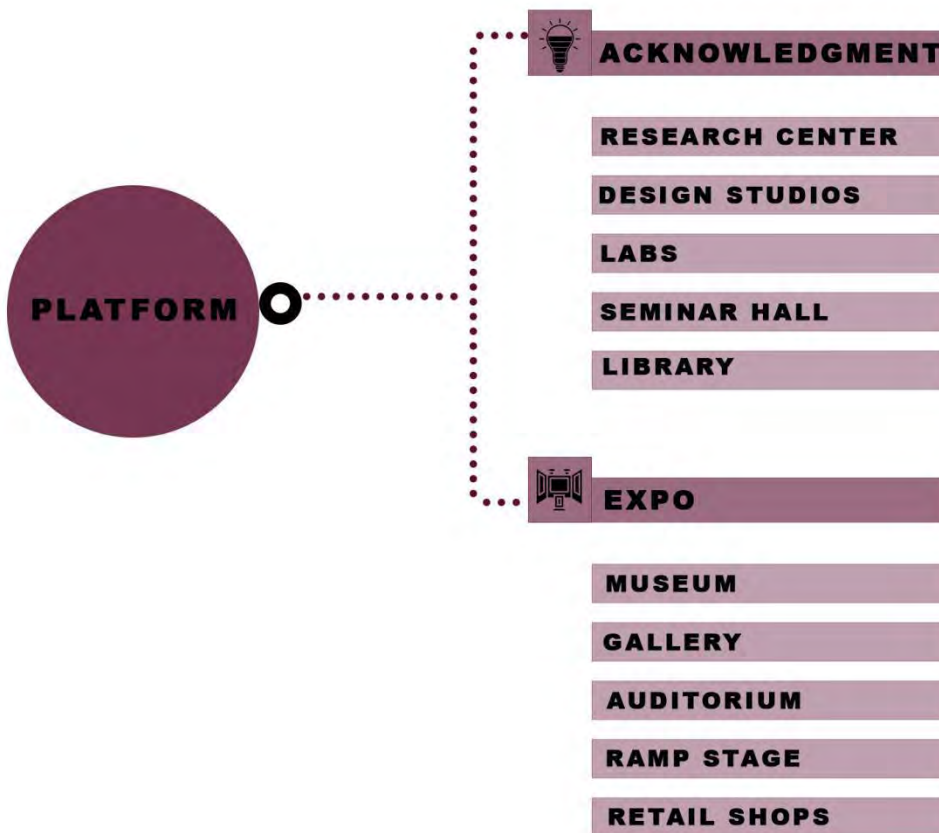 PLATFORM
ACKNOWLEDGMENT
RESEARCH CENTER
DESIGN STUDIOS
LABS
SEMINAR HALL
LIBRARY
EXPO
MUSEUM
GALLERY
AUDITORIUM
RAMP STAGE
RETAIL SHOPS